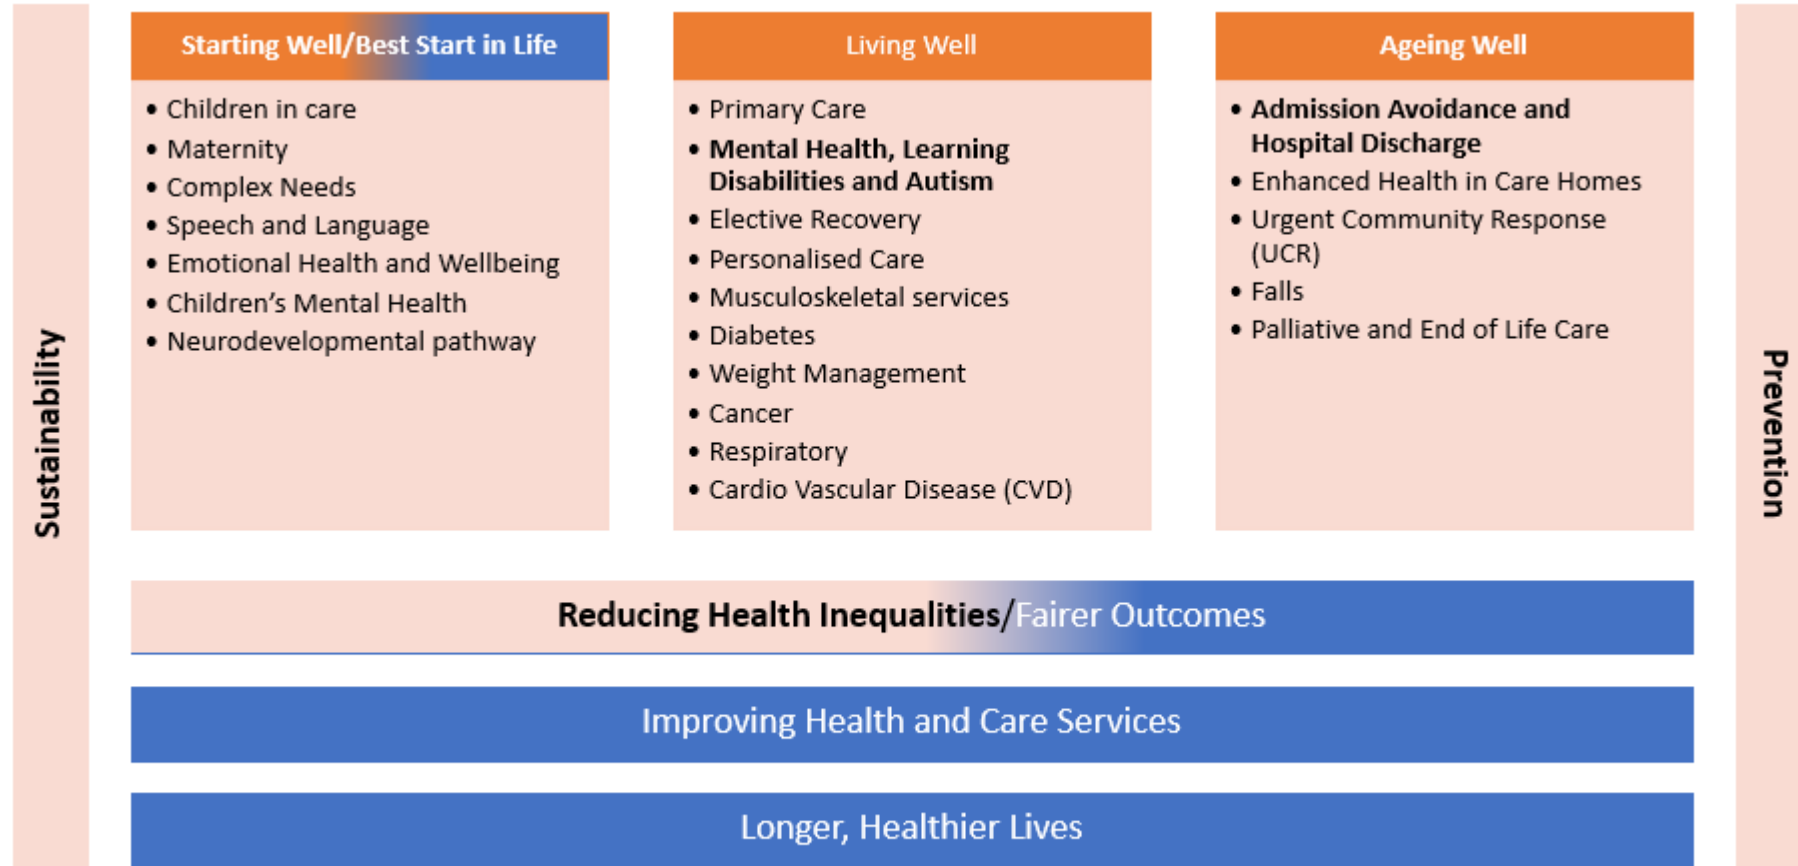 Sustainability
Starting Well/Best Start in Life
• Children in care
• Maternity
• Complex Needs
• Speech and Language
• Emotional Health and Wellbeing
• Children’s Mental Health
• Neurodevelopmental pathway
Living Well
• Primary Care
• Mental Health, Learning
Disabilities and Autism
• Elective Recovery
• Personalised Care
• Musculoskeletal services
• Diabetes
• Weight Management
• Cancer
• Respiratory
• Cardio Vascular Disease (CVD)
Ageing Well
• Admission Avoidance and
Hospital Discharge
• Enhanced Health in Care Homes
• Urgent Community Response
(UCR)
• Falls
• Palliative and End of Life Care
Prevention
Reducing Health Inequalities/Fairer Outcomes
Improving Health and Care Services
Longer, Healthier Lives